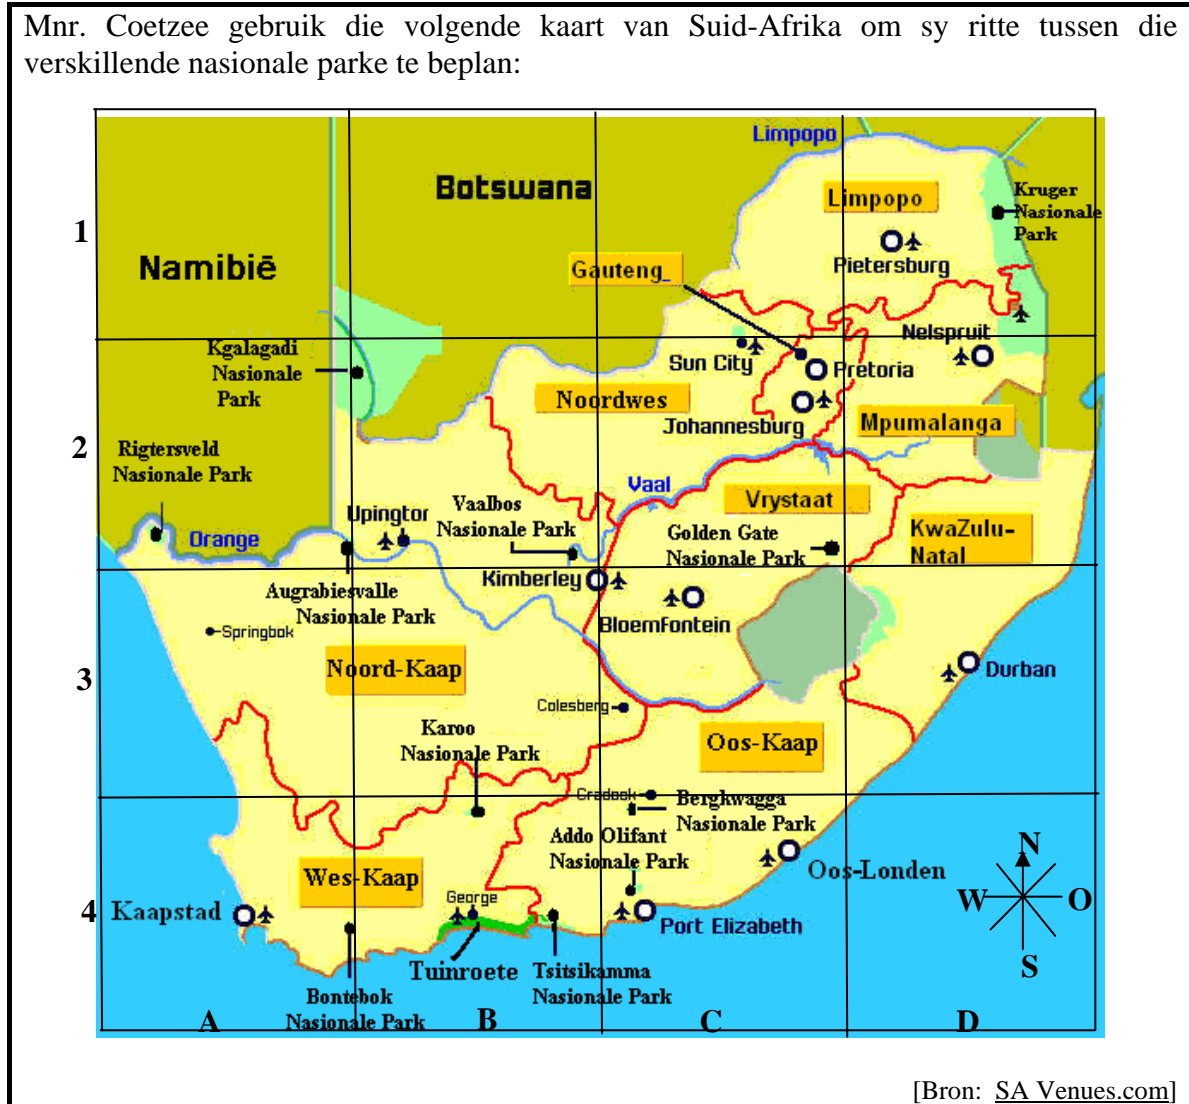 Mnr. Coetzee gebruik die volgende kaart van Suid-Afrika om sy ritte tussen die
verskillende nasionale parke te beplan:
Limpopo
Botswana
Limpopo
Kruger
Nasionale
Park
1
Namibië
Gauteng_
Pietersburg
Nelspruit
Kgalagadi
Nasionale
Park
Sun City
Pretoria
Noordwes
Johannesburg
Mpumalanga
2
Rigtersveld
Nasionale Park
Vaal
Vrystaat
Upingtor
Vaalbos
Nasionale Park
Golden Gate
Nasionale Park
KwaZulu-
Natal
Orange
Kimberley
Augrabiesvalle
Nasionale Park
Bloemfontein
Springbok
Noord-Kaap
3
Durban
Colesberg
Karoo
Nasionale Park
Oos-Kaap
Cradock
Bergkwagga
Nasionale Park
Addo Olifant
Nasionale Park
N
Wes-Kaap
Oos-Londen
George
W
O
4
Kaapstad
Port Elizabeth
S
Tuinroete
Tsitsikamma
Nasionale Park
Bontebok
Nasionale Park
A
B
C
D
[Bron: SA Venues.com]